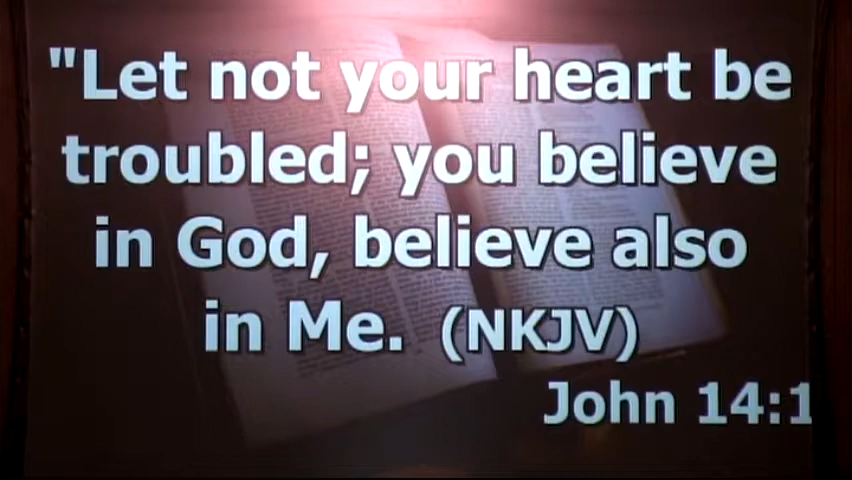 "Let not your heart be
troubled; you believe
in God, believe also
in Me. (NKJV)
John 14:1